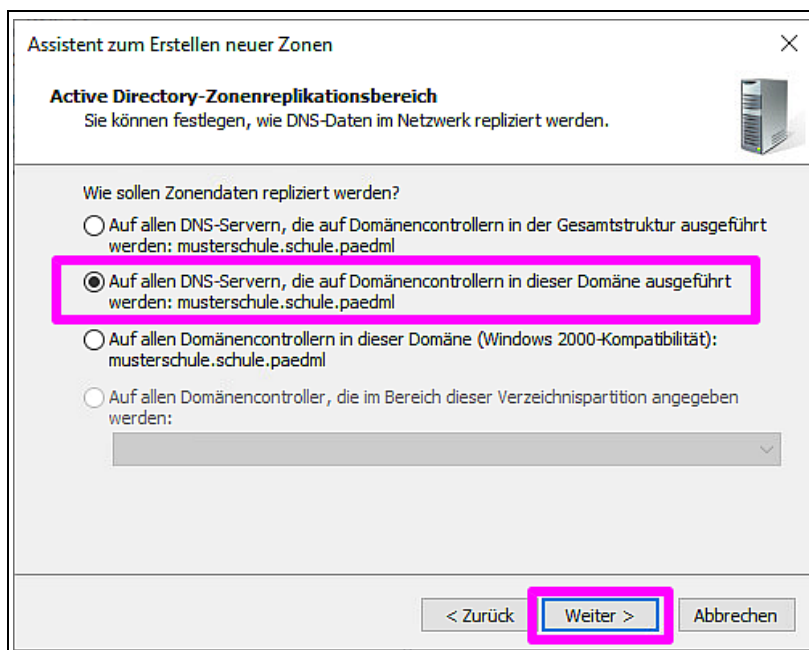 Assistent zum Erstellen neuer Zonen
Active Directory-Zonenreplikationsbereich
Sie können festlegen, wie DNS-Daten im Netzwerk repliziert werden.
Wie sollen Zonendaten repliziert werden?
Auf allen DNS-Servern, die auf Domänencontrollern in der Gesamtstruktur ausgeführt
werden: musterschule.schule.paedml
Auf allen DNS-Servern, die auf Domänencontrollern in dieser Domäne ausgeführt
werden: musterschule.schule.paedml
Auf allen Domänencontrollern in dieser Domäne (Windows 2000-Kompatibilität):
musterschule.schule.paedml
Auf allen Domänencontroller, die im Bereich dieser Verzeichnispartition angegeben
werden:
< Zurück
Weiter >
Abbrechen